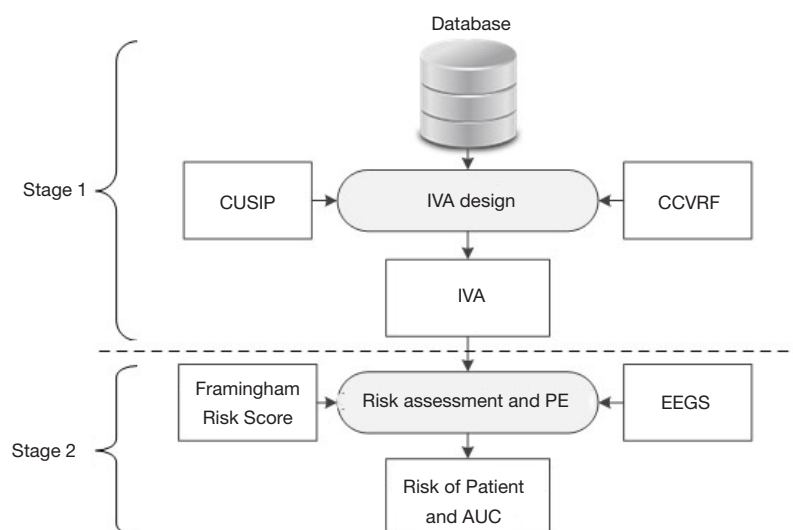 Database
Stage 1
CUSIP
IVA design
CCVRF
IVA
Framingham
Risk Score
Risk assessment and PE
EEGS
Stage 2
Risk of Patient
and AUC